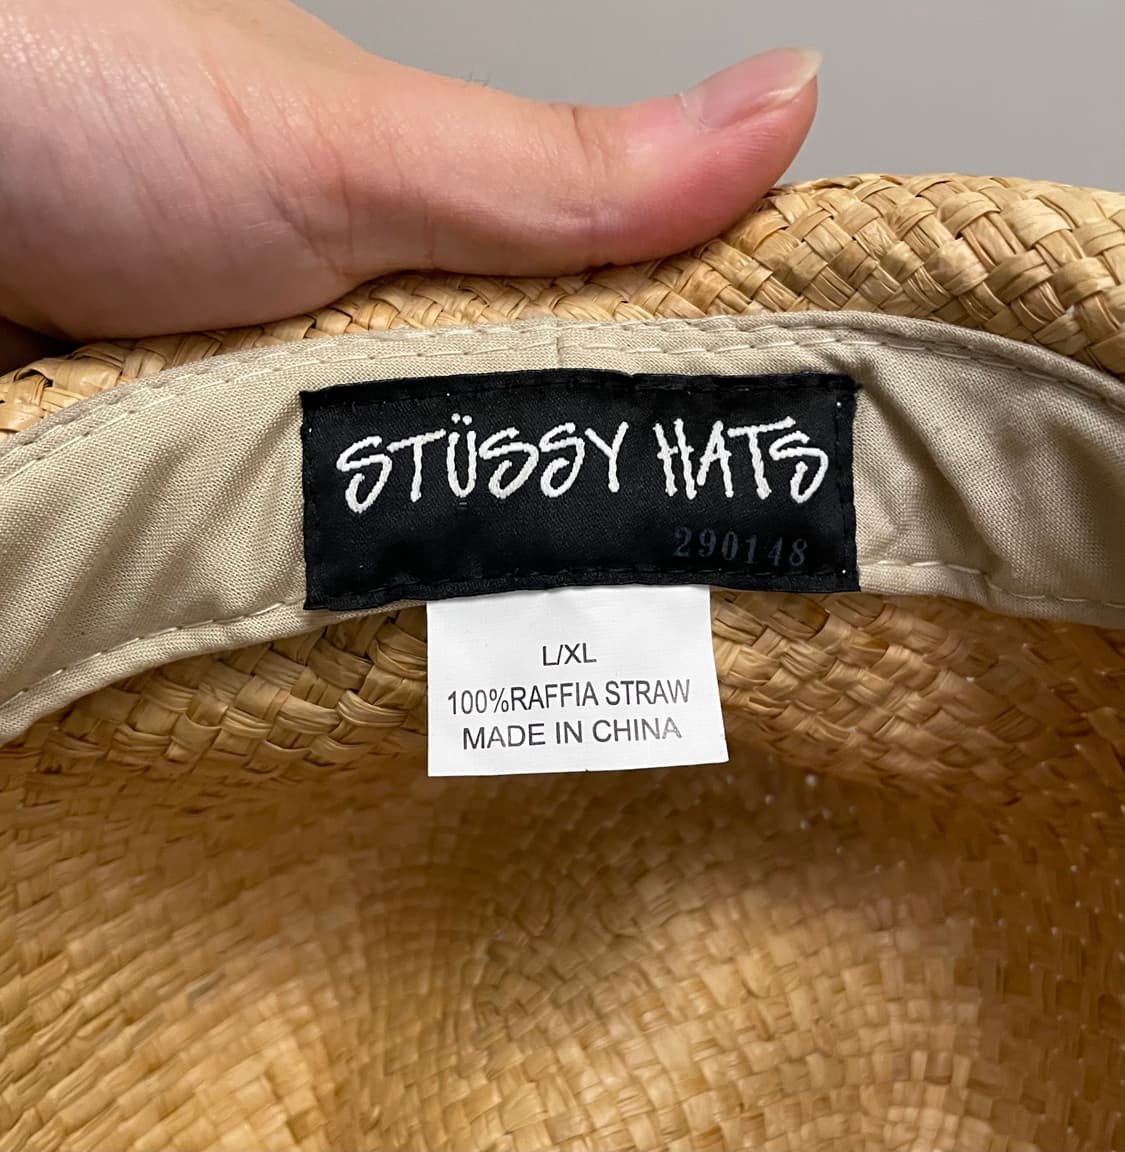 STÜSSY HATS
290148
L/XL
100%RAFFIA STRAW
MADE IN CHINA